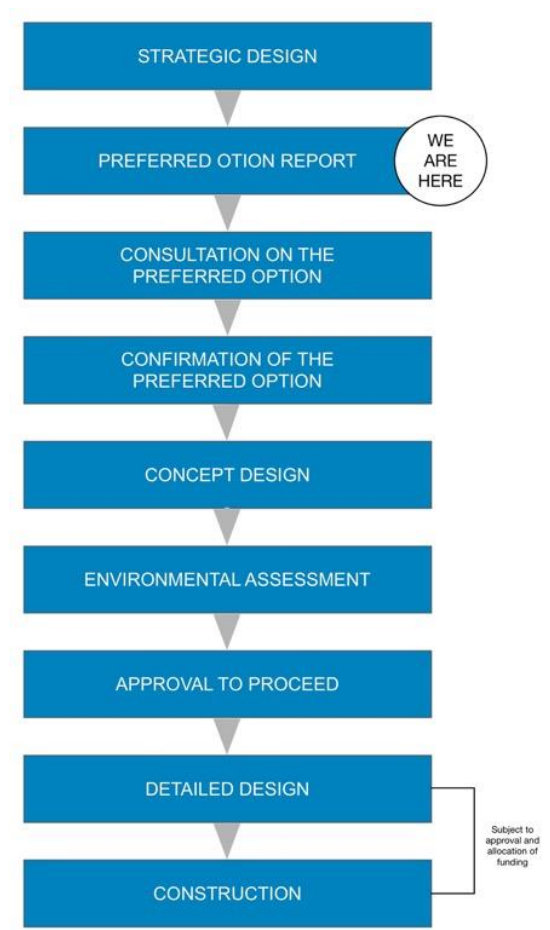 STRATEGIC DESIGN
PREFERRED OTION REPORT
WE
ARE
HERE
CONSULTATION ON THE
PREFERRED OPTION
CONFIRMATION OF THE
PREFERRED OPTION
CONCEPT DESIGN
ENVIRONMENTAL ASSESSMENT
APPROVAL TO PROCEED
DETAILED DESIGN
Subject to
approval and
allocation of
funding
CONSTRUCTION